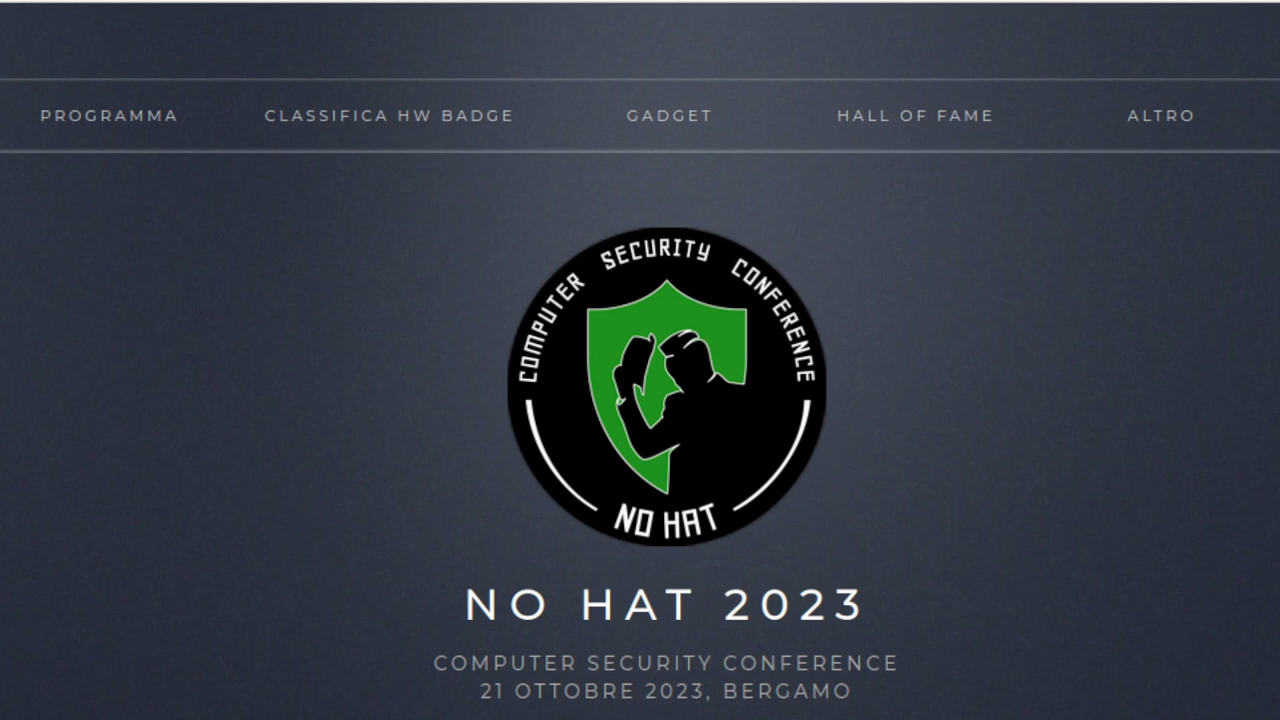 PROGRAMMA CLASSIFICA HW BADGE GADGET HALL OF FAME ALTRO
COMPUTER SECURITY CONFERENCE
NO HAT
NO HAT 2023
COMPUTER SECURITY CONFERENCE
21 OTTOBRE 2023, BERGAMO